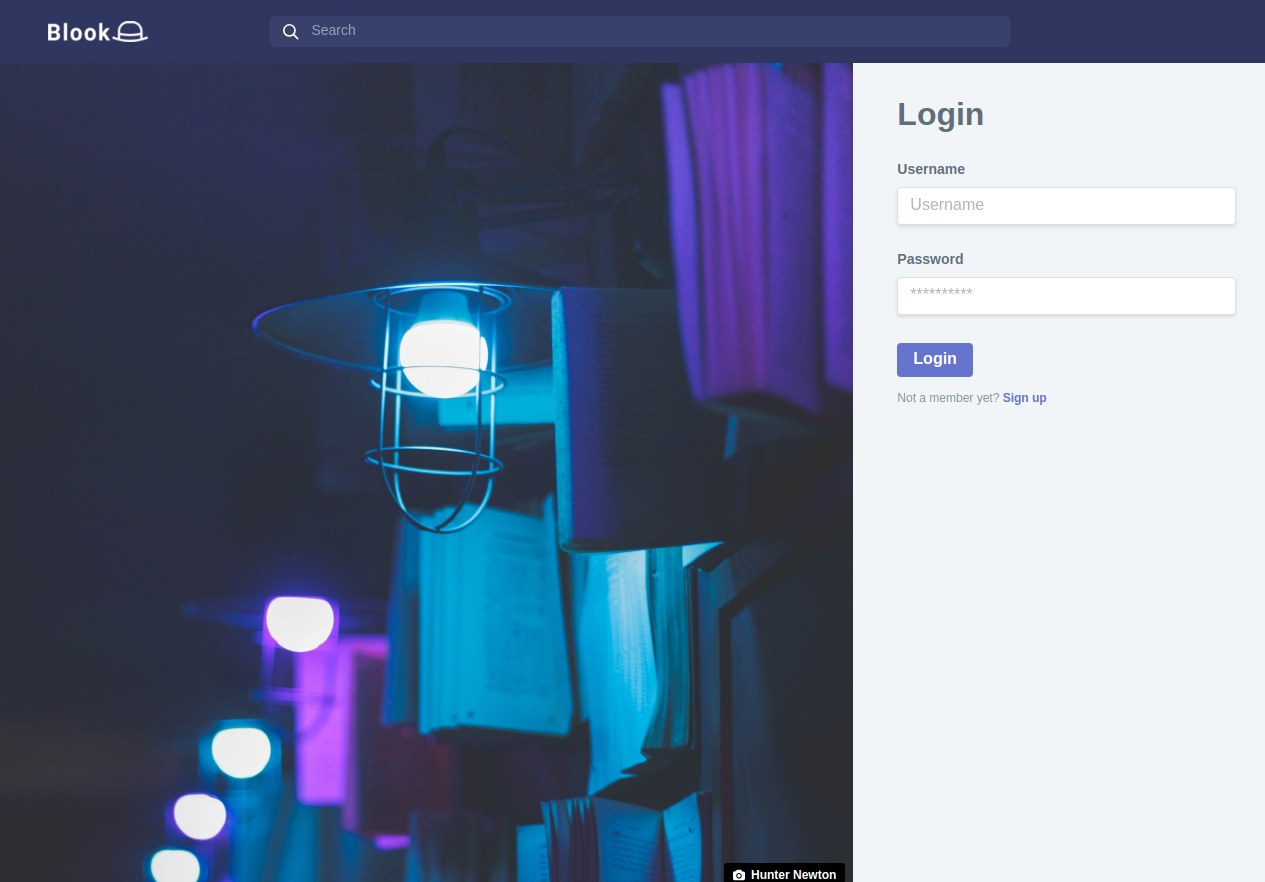 Blook
Search
Login
Username
Username
Password
**********
Login
Not a member yet? Sign up
Hunter Newton